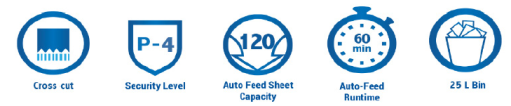 P-4
120
60
min
Cross-cut
Security Level
Auto Feed Sheet
Capacity
Auto-Feed
Runtime
25 L Bin